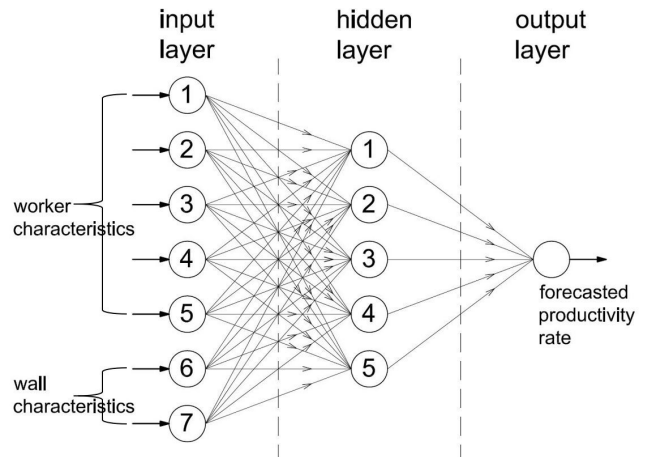 input
layer
hidden
layer
output
layer
1
2
3
4
5
6
7
worker
characteristics
wall
characteristics
1
2
3
4
5
forecasted
productivity
rate